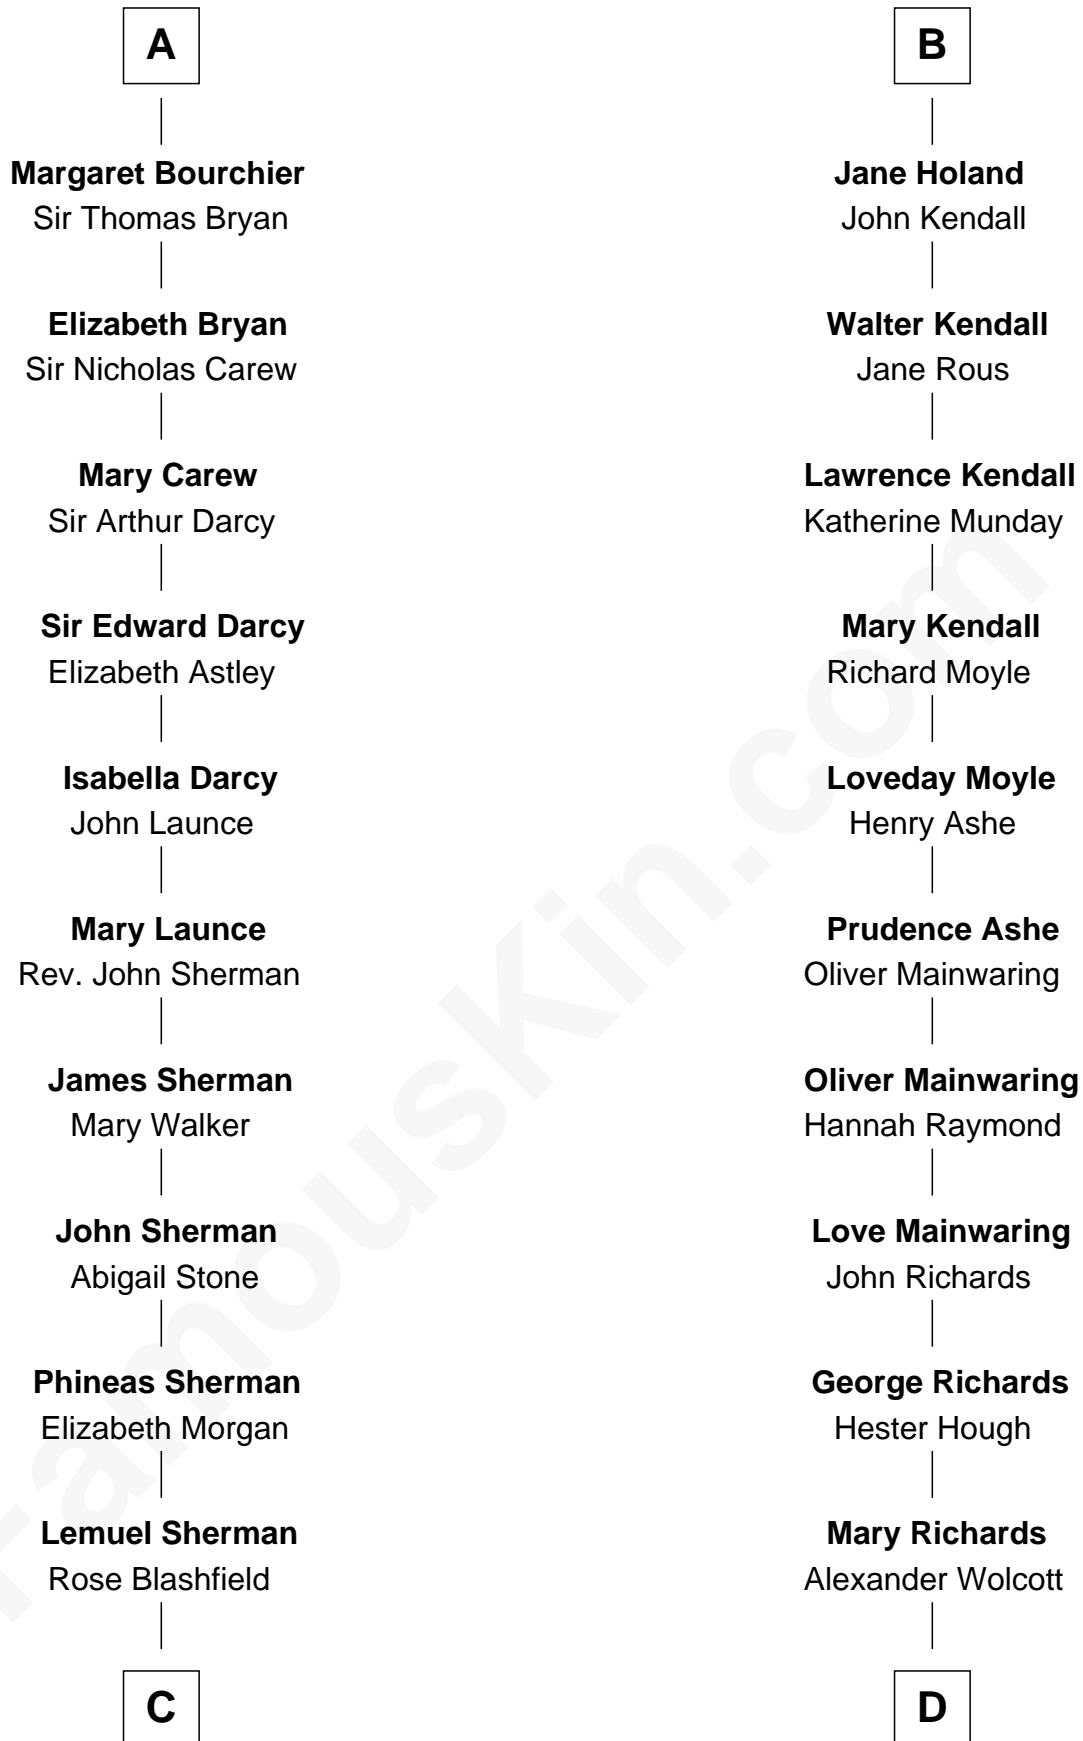 A
Margaret Bourchier
Sir Thomas Bryan
Elizabeth Bryan
Sir Nicholas Carew
Mary Carew
Sir Arthur Darcy
Sir Edward Darcy
Elizabeth Astley
Isabella Darcy
John Launce
Mary Launce
Rev. John Sherman
James Sherman
Mary Walker
John Sherman
Abigail Stone
Phineas Sherman
Elizabeth Morgan
Lemuel Sherman
Rose Blashfield
C
B
Jane Holand
John Kendall
Walter Kendall
Jane Rous
Lawrence Kendall
Katherine Munday
Mary Kendall
Richard Moyle
Loveday Moyle
Henry Ashe
Prudence Ashe
Oliver Mainwaring
Oliver Mainwaring
Hannah Raymond
Love Mainwaring
John Richards
George Richards
Hester Hough
Mary Richards
Alexander Wolcott
D
FamousKin.com